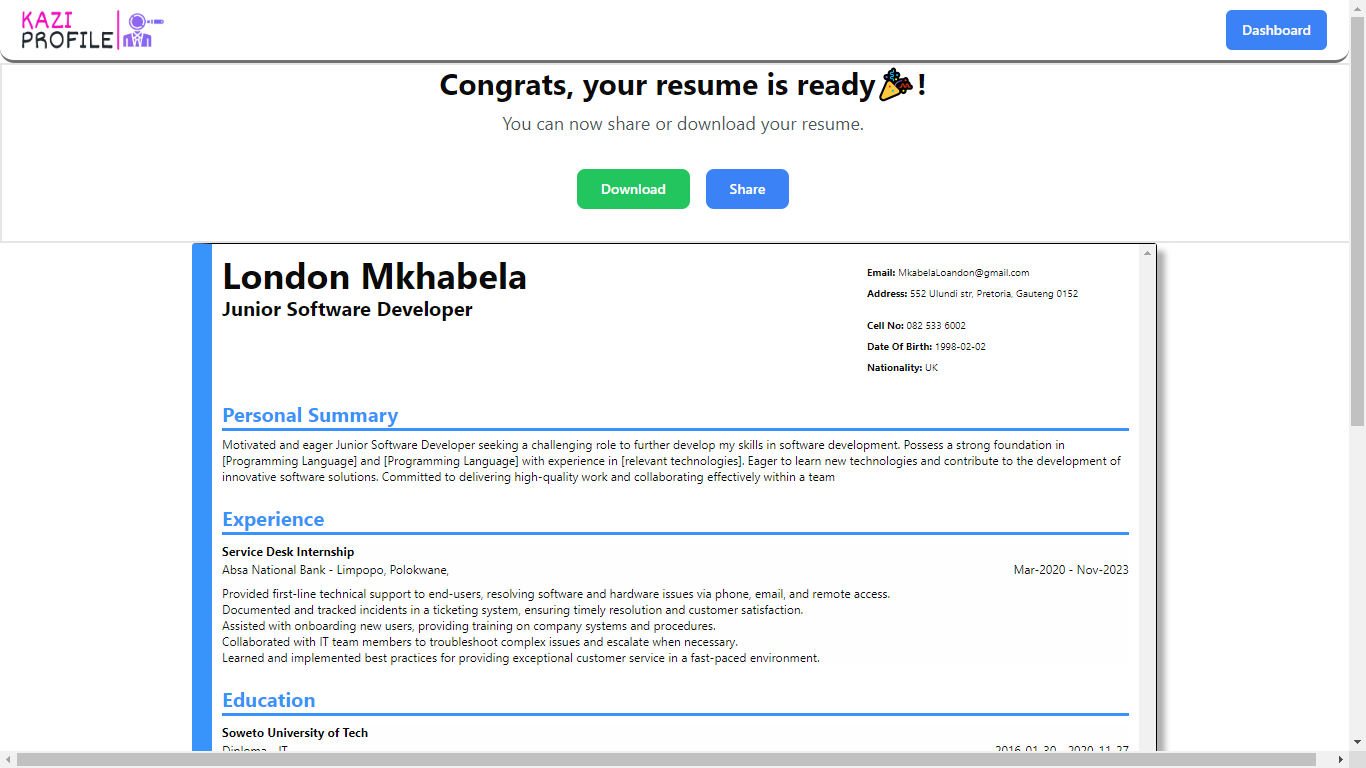 KAZI
PROFILE
Dashboard
Congrats, your resume is ready🎉!
You can now share or download your resume.
Download
Share
London Mkhabela
Junior Software Developer
Email: MkabelaLoandon@gmail.com
Address: 552 Ulundi str, Pretoria, Gauteng 0152
Cell No: 082 533 6002
Date Of Birth: 1998-02-02
Nationality: UK
Personal Summary
Motivated and eager Junior Software Developer seeking a challenging role to further develop my skills in software development. Possess a strong foundation in
[Programming Language] and [Programming Language] with experience in [relevant technologies]. Eager to learn new technologies and contribute to the development of
innovative software solutions. Committed to delivering high-quality work and collaborating effectively within a team
Experience
Service Desk Internship
Absa National Bank - Limpopo, Polokwane,
Mar-2020 - Nov-2023
Provided first-line technical support to end-users, resolving software and hardware issues via phone, email, and remote access.
Documented and tracked incidents in a ticketing system, ensuring timely resolution and customer satisfaction.
Assisted with onboarding new users, providing training on company systems and procedures.
Collaborated with IT team members to troubleshoot complex issues and escalate when necessary.
Learned and implemented best practices for providing exceptional customer service in a fast-paced environment.
Education
Soweto University of Tech
Diploma - IT
2016-01-30 - 2020-11-27